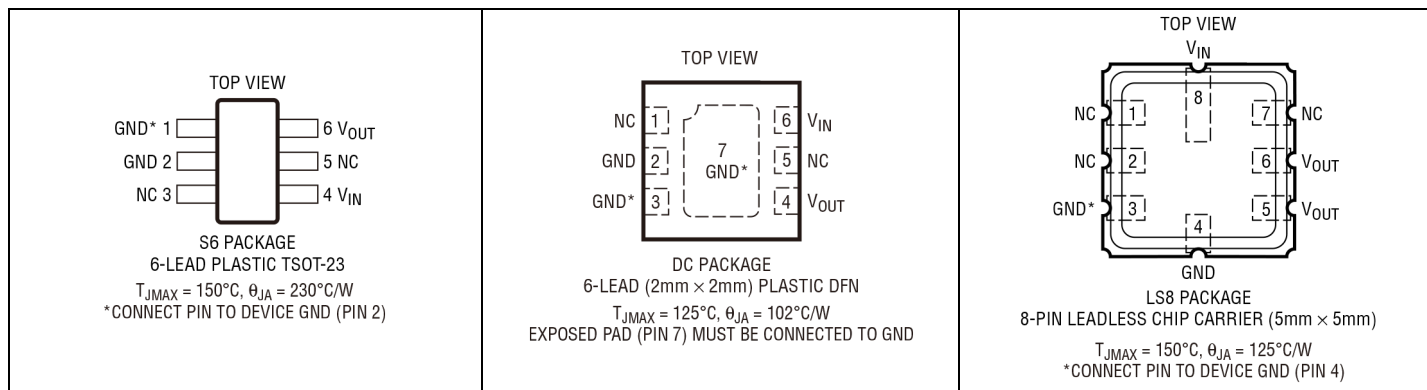 TOP VIEW
GND* 1
6 VOUT
GND 2
5 NC
NC 3
4 VIN
S6 PACKAGE
6-LEAD PLASTIC TSOT-23
TJMAX = 150°C, θJA = 230°C/W
*CONNECT PIN TO DEVICE GND (PIN 2)
TOP VIEW
NC 1
6 VIN
7
GND*
GND 2
5 NC
GND* 3
4 VOUT
DC PACKAGE
6-LEAD (2mm × 2mm) PLASTIC DFN
TJMAX = 125°C, θJA = 102°C/W
EXPOSED PAD (PIN 7) MUST BE CONNECTED TO GND
TOP VIEW
VIN
8
NC 1
7 NC
NC 2
6 VOUT
GND* 3
5 VOUT
4
GND
LS8 PACKAGE
8-PIN LEADLESS CHIP CARRIER (5mm × 5mm)
TJMAX = 150°C, θJA = 125°C/W
*CONNECT PIN TO DEVICE GND (PIN 4)